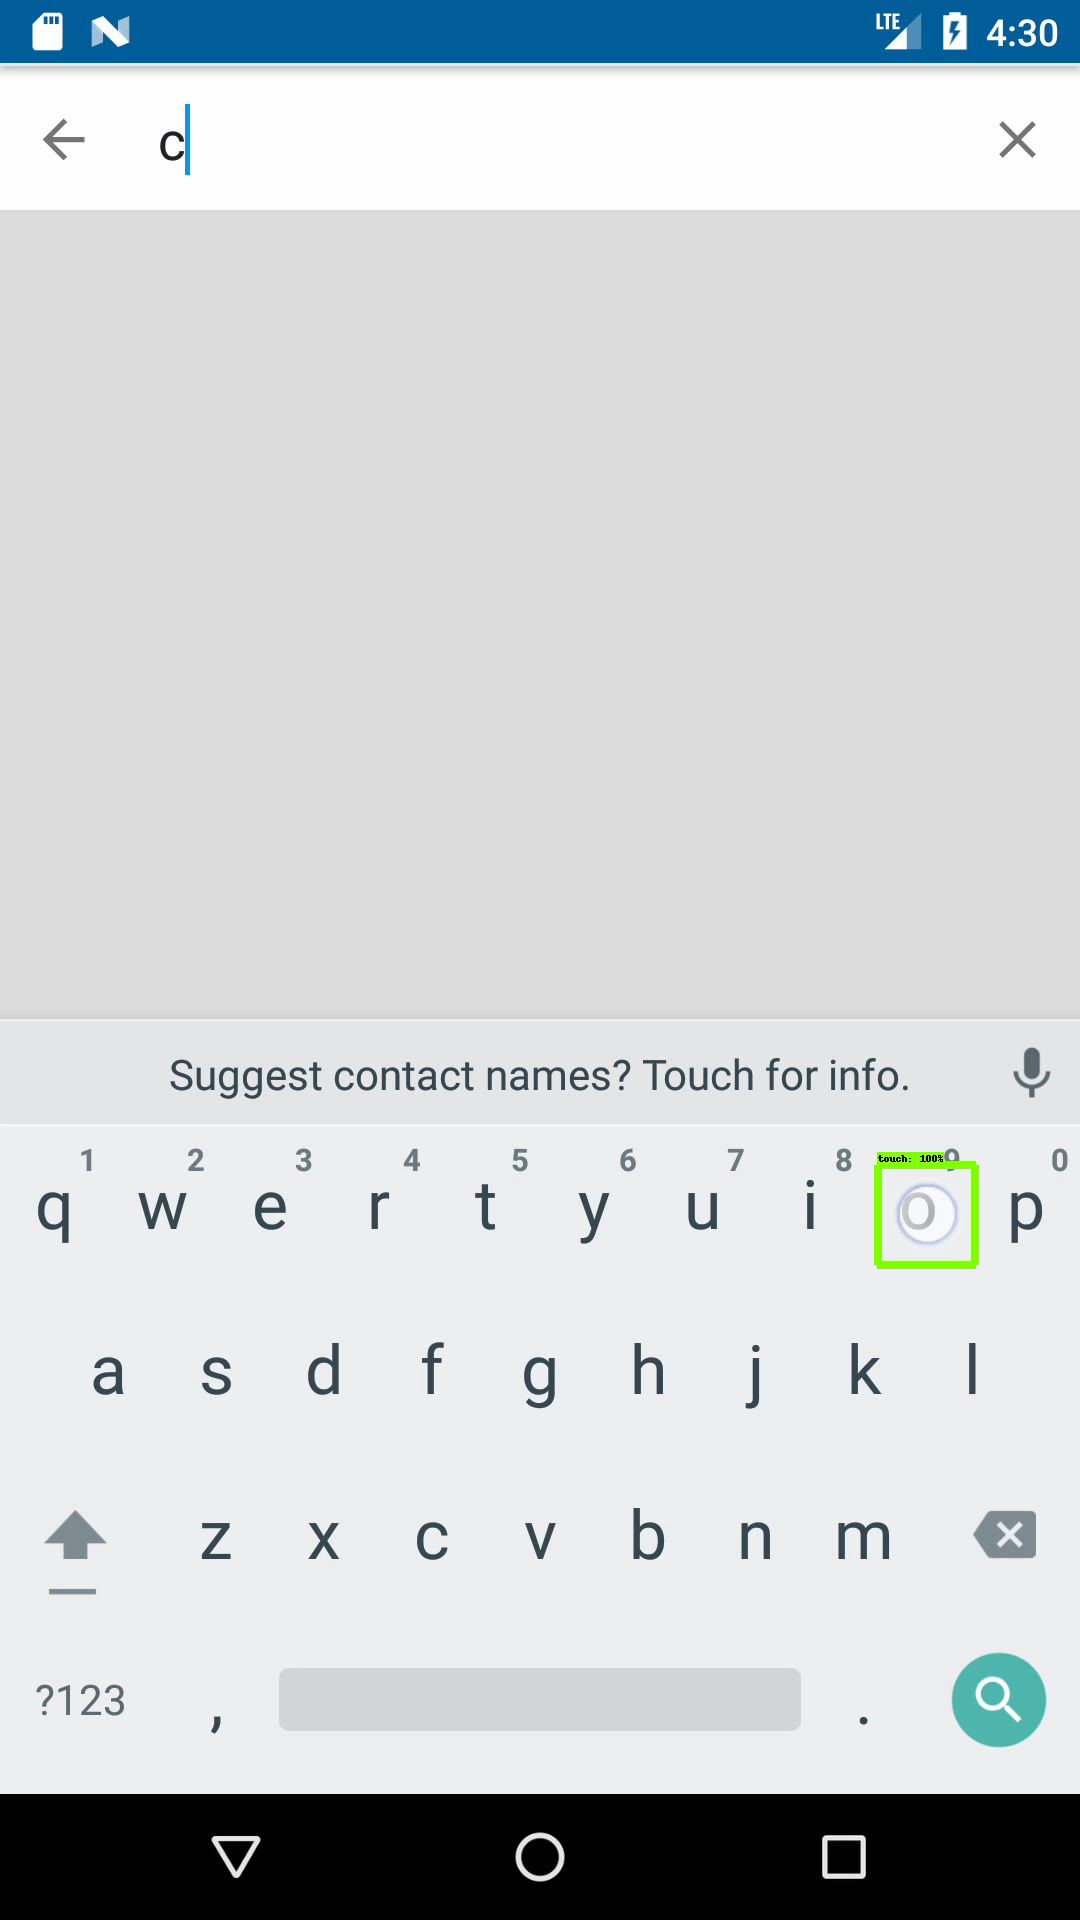 LTE 4:30
c
Suggest contact names? Touch for info.
1 2 3 4 5 6 7 8 9 0
touch: 100%
q w e r t y u i o p
a s d f g h j k l
z x c v b n m
?123 , .